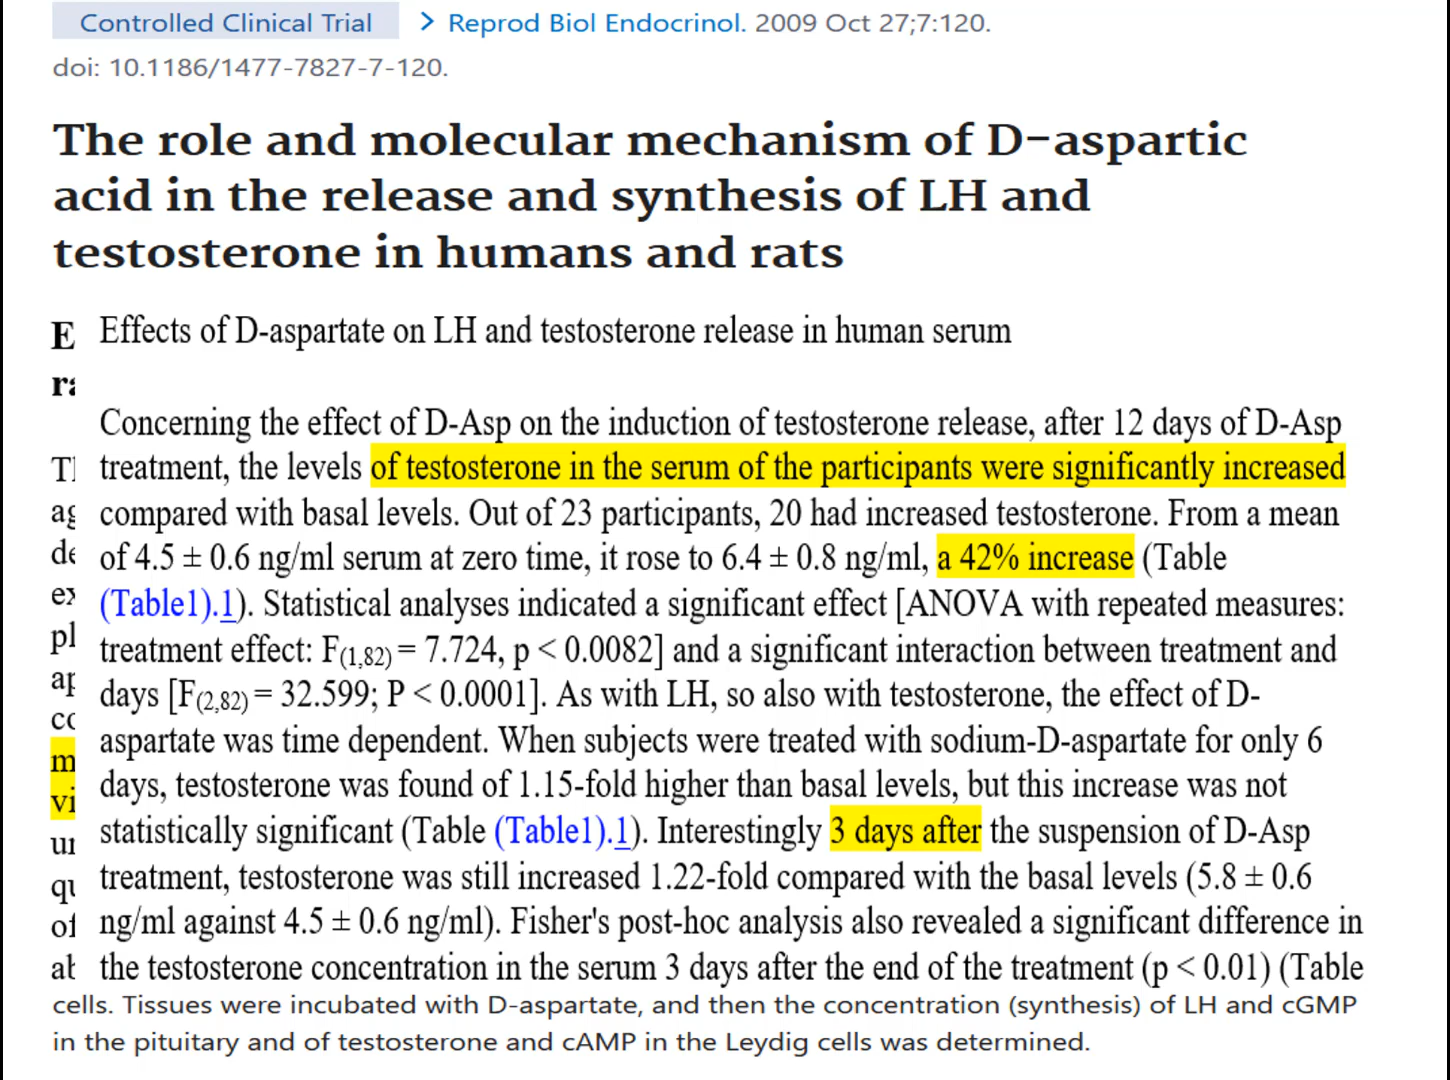 Controlled Clinical Trial > Reprod Biol Endocrinol. 2009 Oct 27;7:120.
doi: 10.1186/1477-7827-7-120.
The role and molecular mechanism of D-aspartic
acid in the release and synthesis of LH and
testosterone in humans and rats
E Effects of D-aspartate on LH and testosterone release in human serum
Concerning the effect of D-Asp on the induction of testosterone release, after 12 days of D-Asp
treatment, the levels of testosterone in the serum of the participants were significantly increased
compared with basal levels. Out of 23 participants, 20 had increased testosterone. From a mean
of 4.5 ± 0.6 ng/ml serum at zero time, it rose to 6.4 ± 0.8 ng/ml, a 42% increase (Table
(Table1).1). Statistical analyses indicated a significant effect [ANOVA with repeated measures:
treatment effect: F(1,82) = 7.724, p < 0.0082] and a significant interaction between treatment and
days [F(2,82) = 32.599; P < 0.0001]. As with LH, so also with testosterone, the effect of D-
aspartate was time dependent. When subjects were treated with sodium-D-aspartate for only 6
days, testosterone was found of 1.15-fold higher than basal levels, but this increase was not
statistically significant (Table (Table1).1). Interestingly 3 days after the suspension of D-Asp
treatment, testosterone was still increased 1.22-fold compared with the basal levels (5.8 ± 0.6
ng/ml against 4.5 ± 0.6 ng/ml). Fisher's post-hoc analysis also revealed a significant difference in
the testosterone concentration in the serum 3 days after the end of the treatment (p < 0.01) (Table
cells. Tissues were incubated with D-aspartate, and then the concentration (synthesis) of LH and cGMP
in the pituitary and of testosterone and cAMP in the Leydig cells was determined.